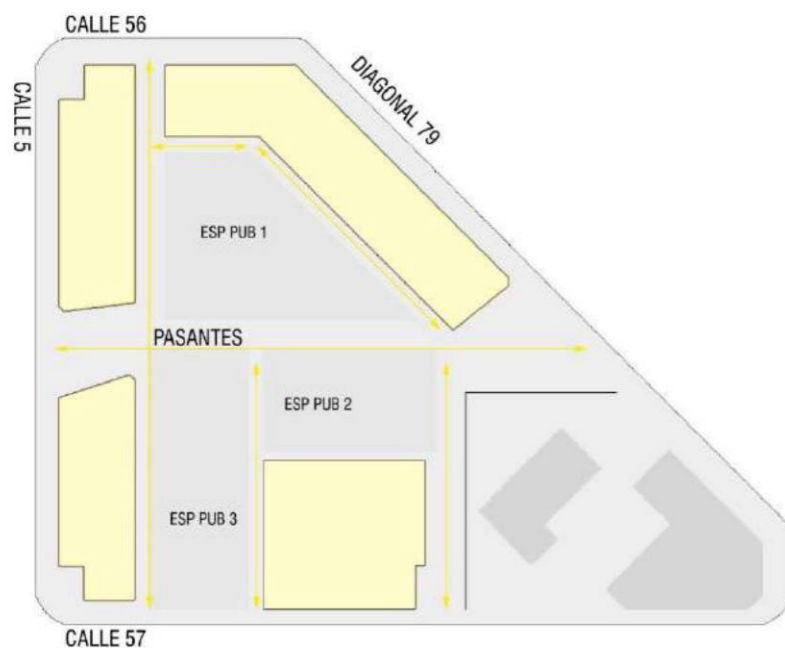 CALLE 56
CALLE 5
DIAGONAL 79
ESP PUB 1
PASANTES
ESP PUB 2
ESP PUB 3
CALLE 57